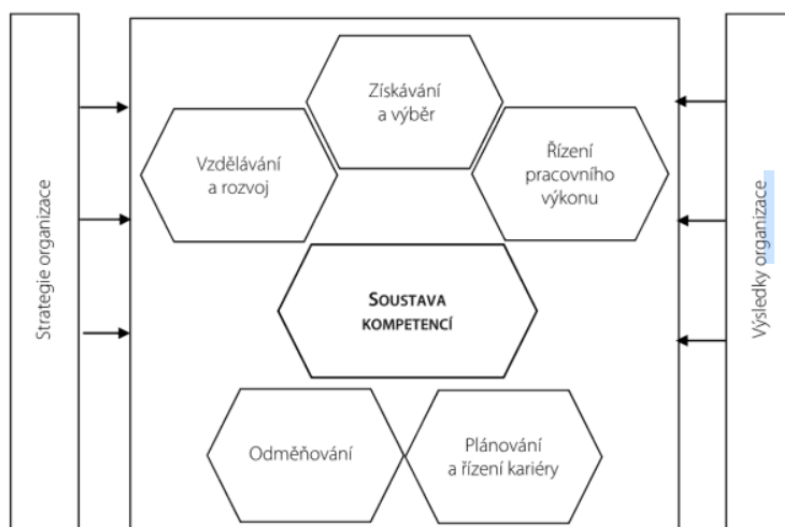 Strategie organizace
Získávání
a výběr
Vzdělávání
a rozvoj
Řízení
pracovního
výkonu
SOUSTAVA
KOMPETENCÍ
Odměňování
Plánování
a řízení kariéry
Výsledky organizace